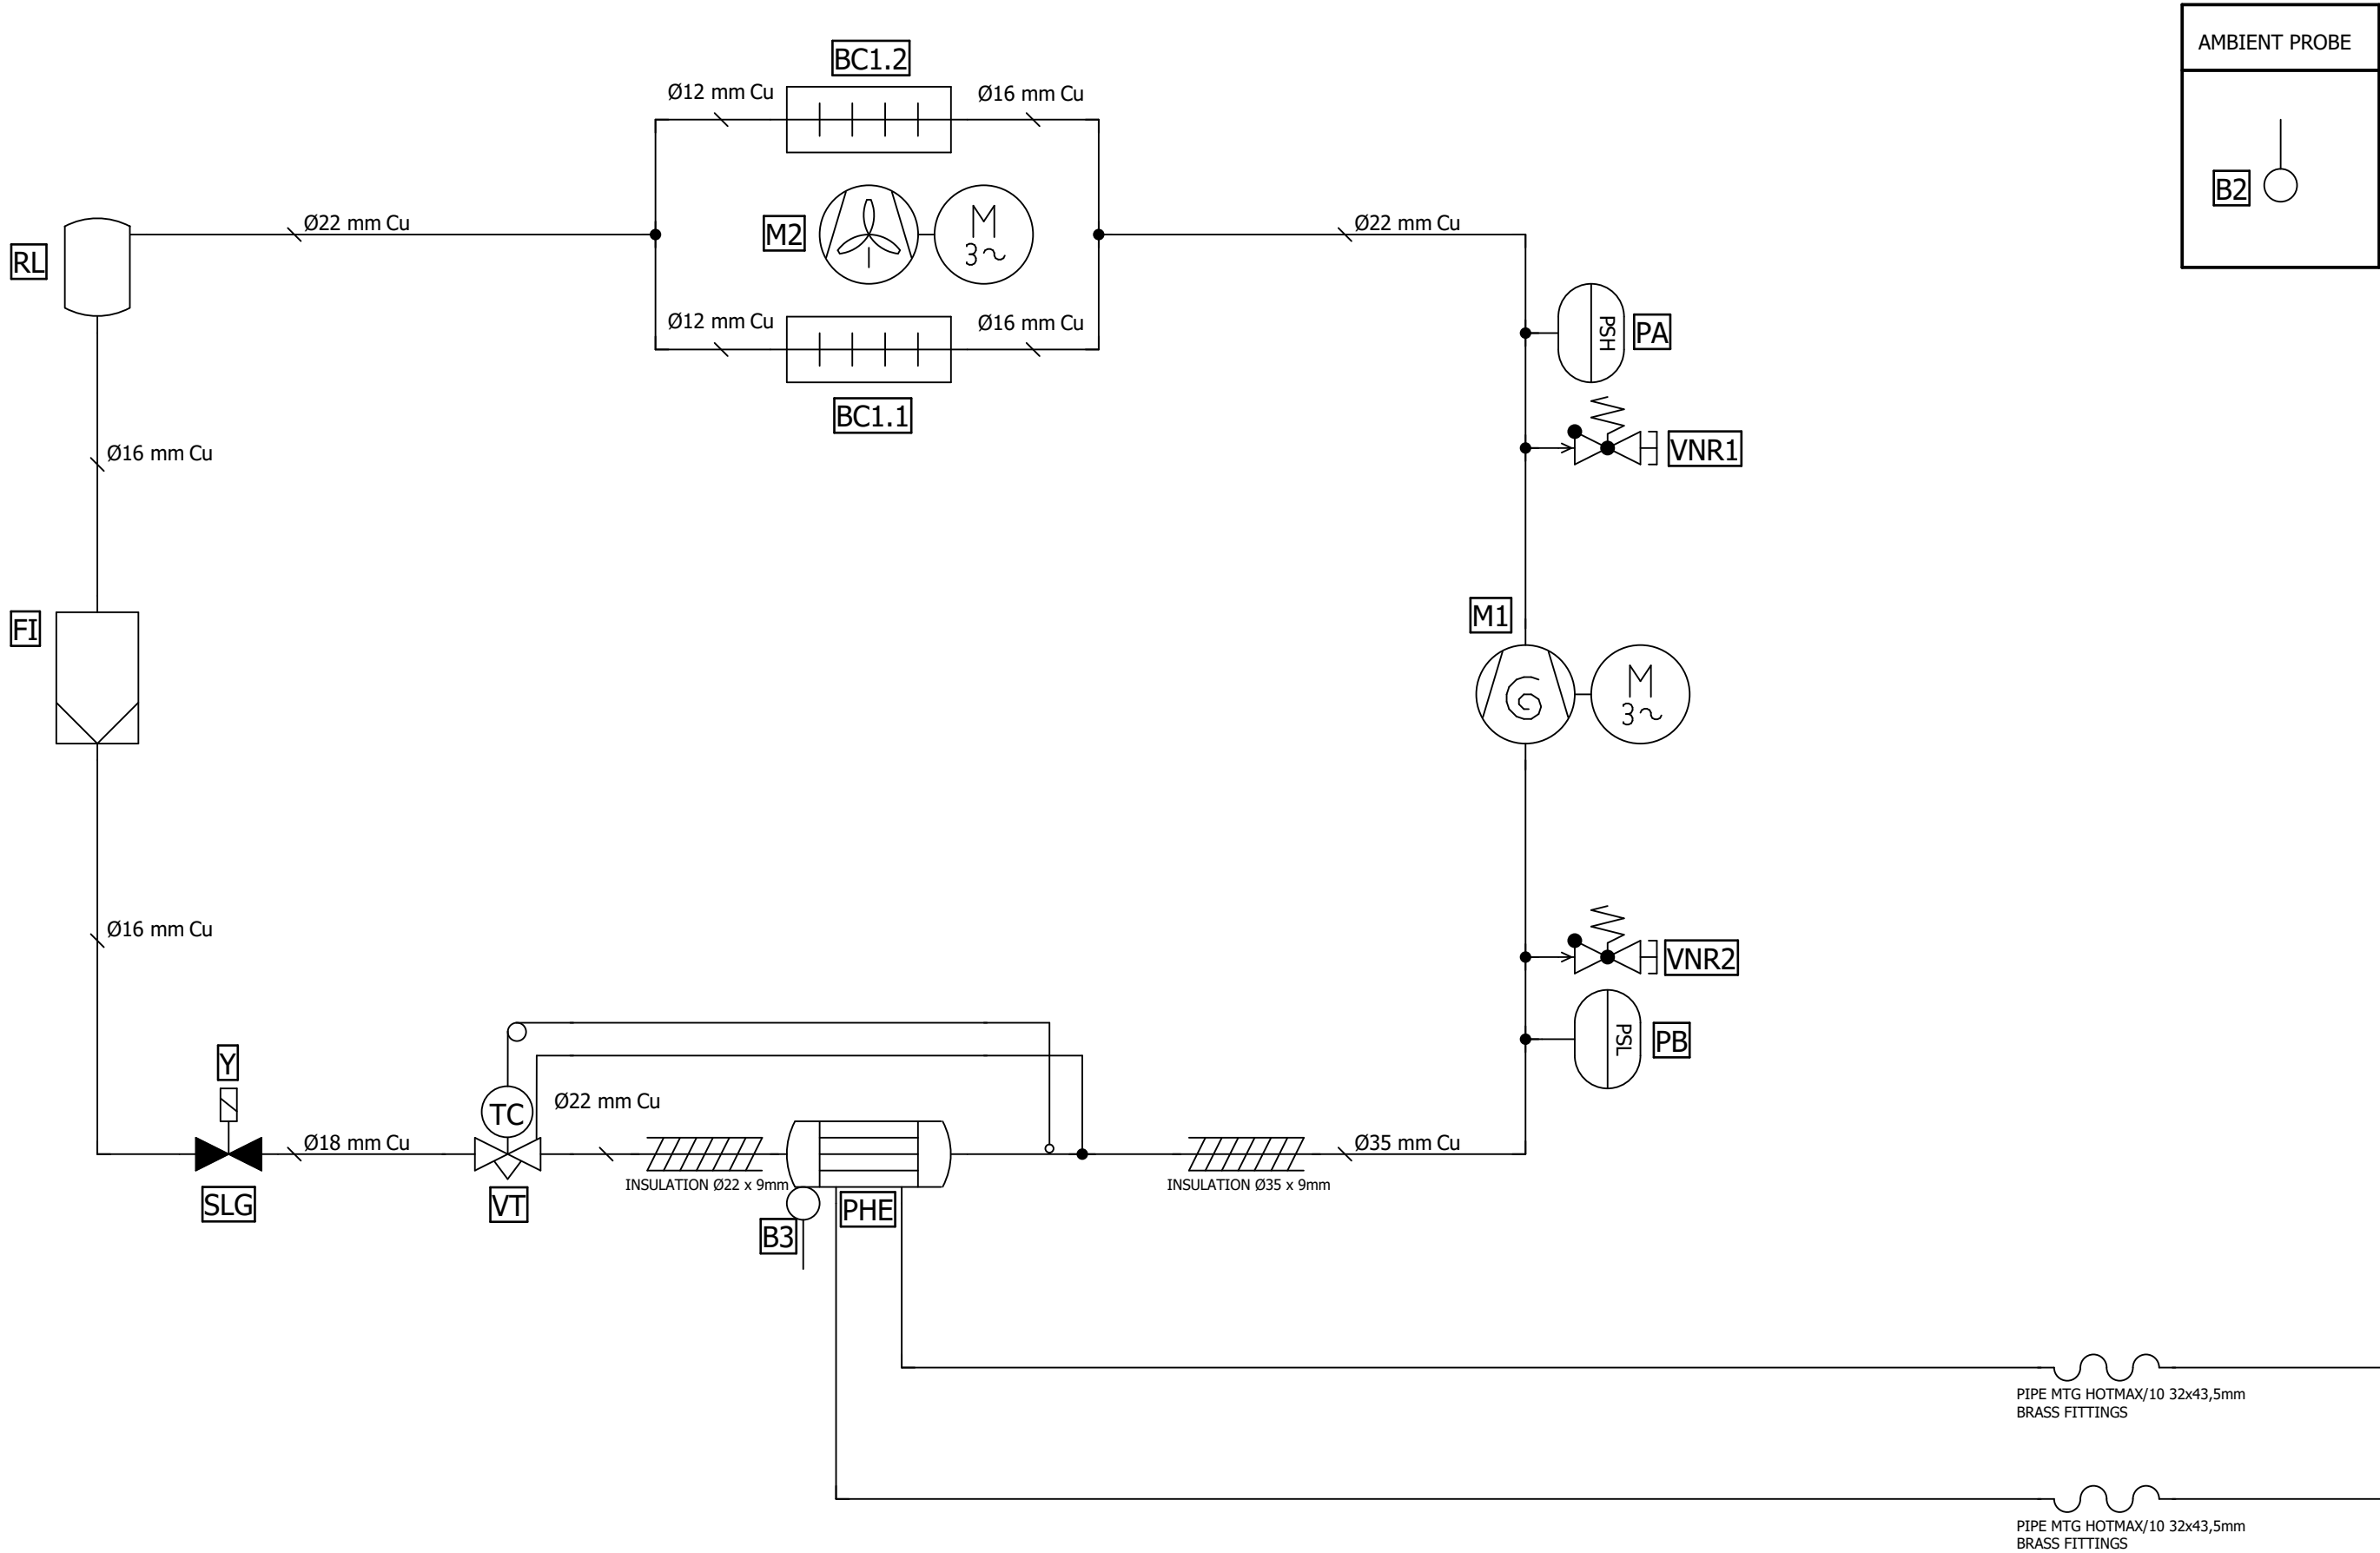 AMBIENT PROBE
B2
BC1.2
Ø12 mm Cu
Ø16 mm Cu
M2
M
3~
Ø22 mm Cu
Ø22 mm Cu
RL
Ø12 mm Cu
Ø16 mm Cu
BC1.1
PSH
PA
VNR1
Ø16 mm Cu
FI
M1
M
3~
Ø16 mm Cu
VNR2
PSL
PB
Y
TC
Ø22 mm Cu
Ø18 mm Cu
Ø35 mm Cu
INSULATION Ø22 x 9mm
INSULATION Ø35 x 9mm
SLG
VT
PHE
B3
PIPE MTG HOTMAX/10 32x43,5mm
BRASS FITTINGS
PIPE MTG HOTMAX/10 32x43,5mm
BRASS FITTINGS